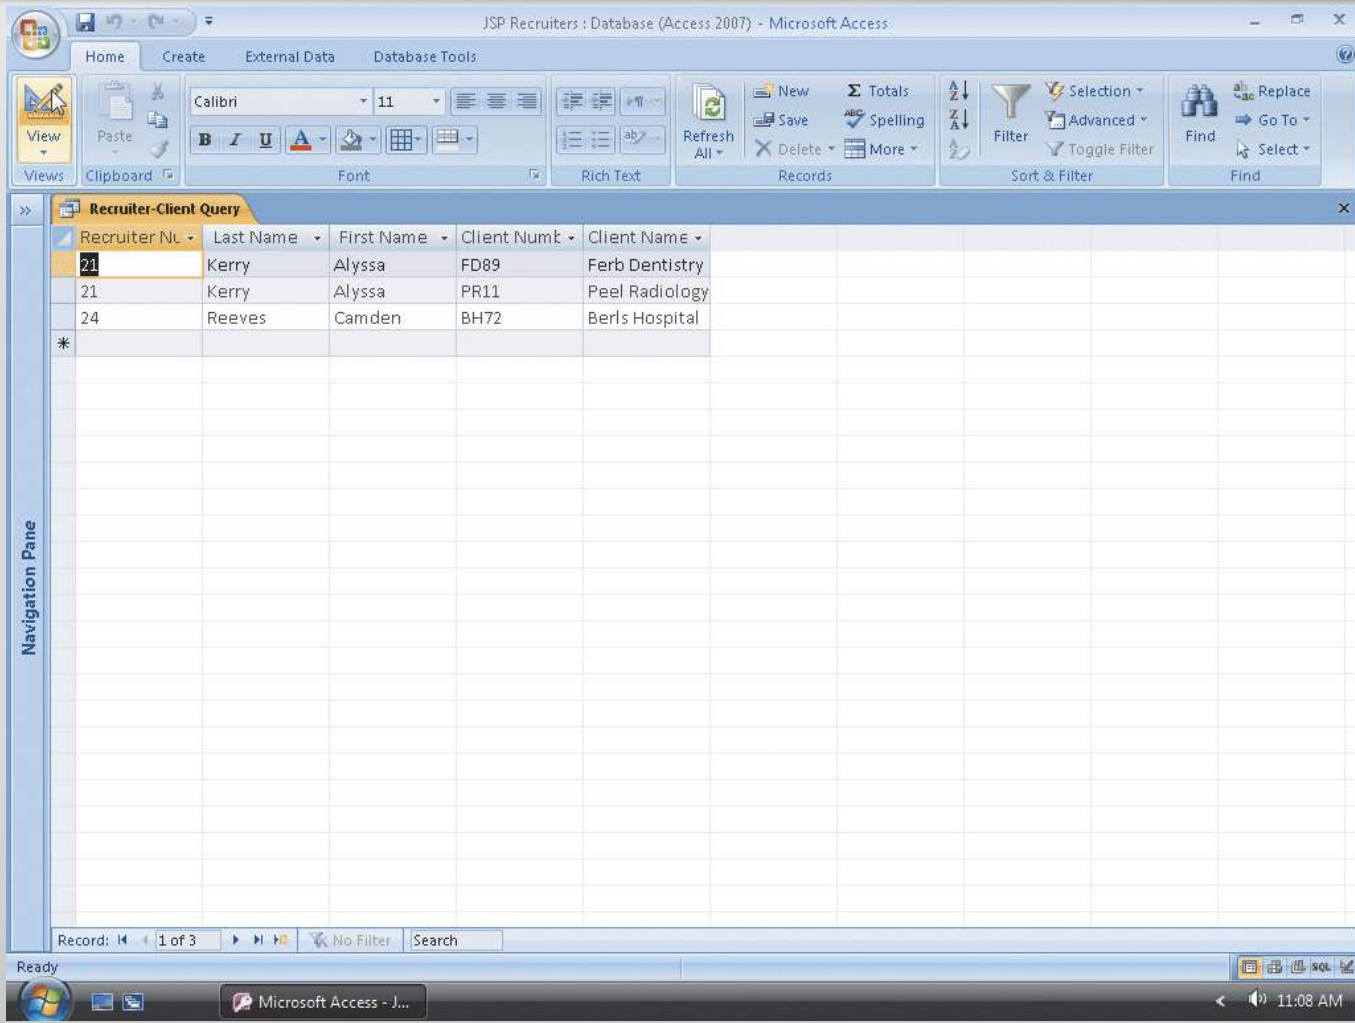 JSP Recruiters : Database (Access 2007) - Microsoft Access
Home Create External Data Database Tools
View
Paste
Calibri 11
B I U A
ab
Refresh All
New
Save
Delete
Σ Totals
ABC Spelling
More
A Z
Z A
A Z
Filter
Selection
Advanced
Toggle Filter
Find
ab ac Replace
Go To
Select
Views Clipboard Font Rich Text Records Sort & Filter Find
Recruiter-Client Query
Recruiter Nu Last Name First Name Client Numb Client Name
21 Kerry Alyssa FD89 Ferb Dentistry
21 Kerry Alyssa PR11 Peel Radiology
24 Reeves Camden BH72 Berls Hospital
Navigation Pane
Record: 1 of 3 No Filter Search
Ready SQL
Microsoft Access - J... 11:08 AM